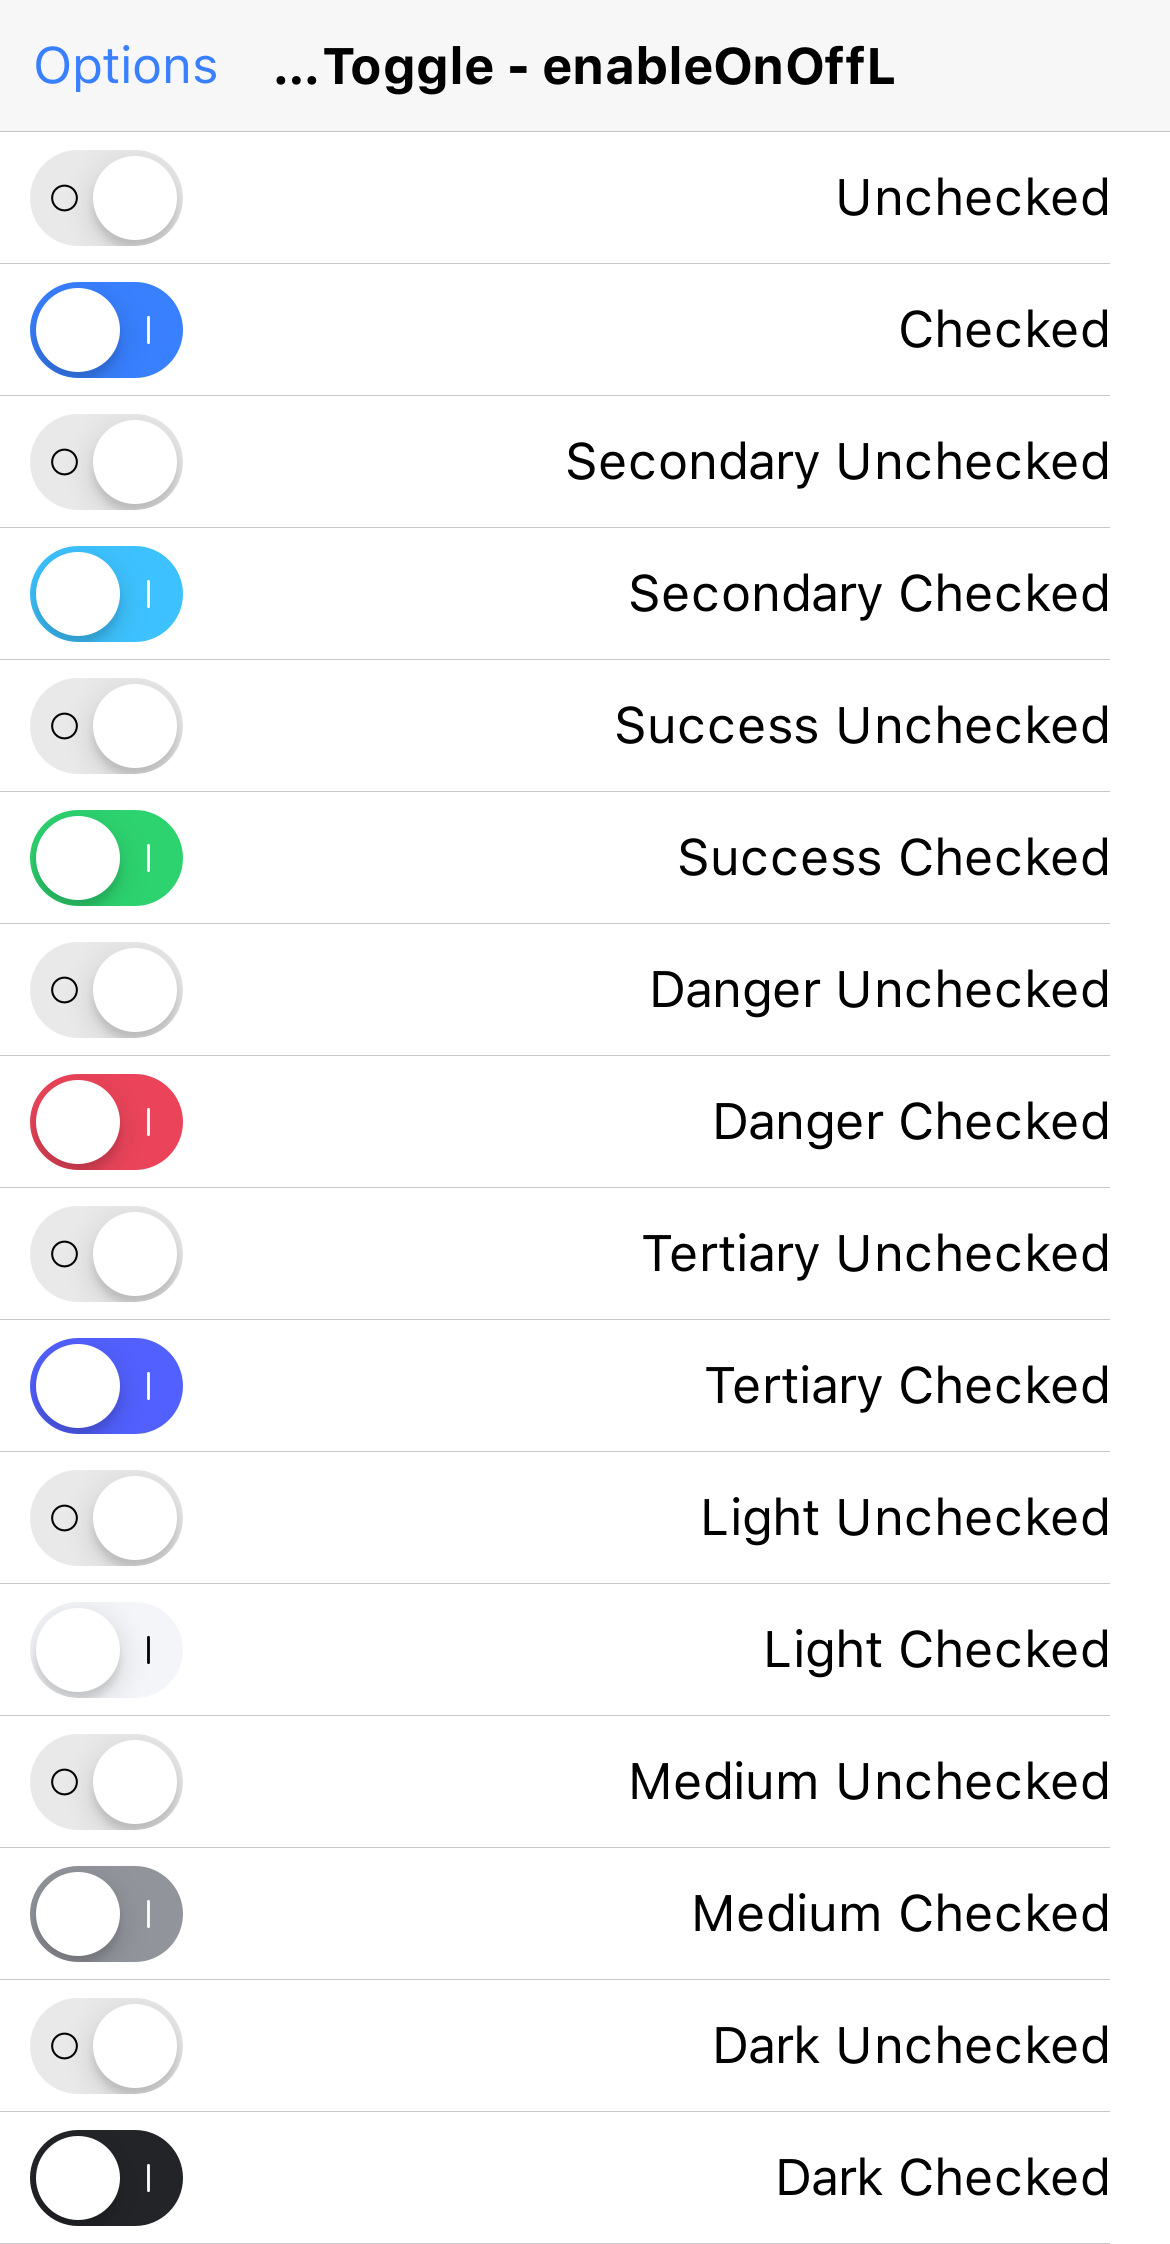 Options
...Toggle - enableOnOffL
Unchecked
Checked
Secondary Unchecked
Secondary Checked
Success Unchecked
Success Checked
Danger Unchecked
Danger Checked
Tertiary Unchecked
Tertiary Checked
Light Unchecked
Light Checked
Medium Unchecked
Medium Checked
Dark Unchecked
Dark Checked